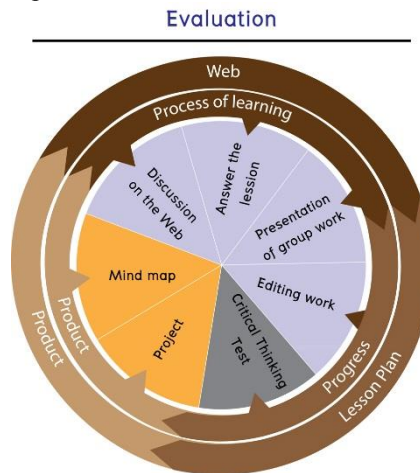 Evaluation
Web
Process of learning
Discussion
on the Web
Answer the
lession
Presentation
of group work
Editing work
Critical Thinking
Test
Project
Mind map
Product
Product
Progress
Lesson Plan